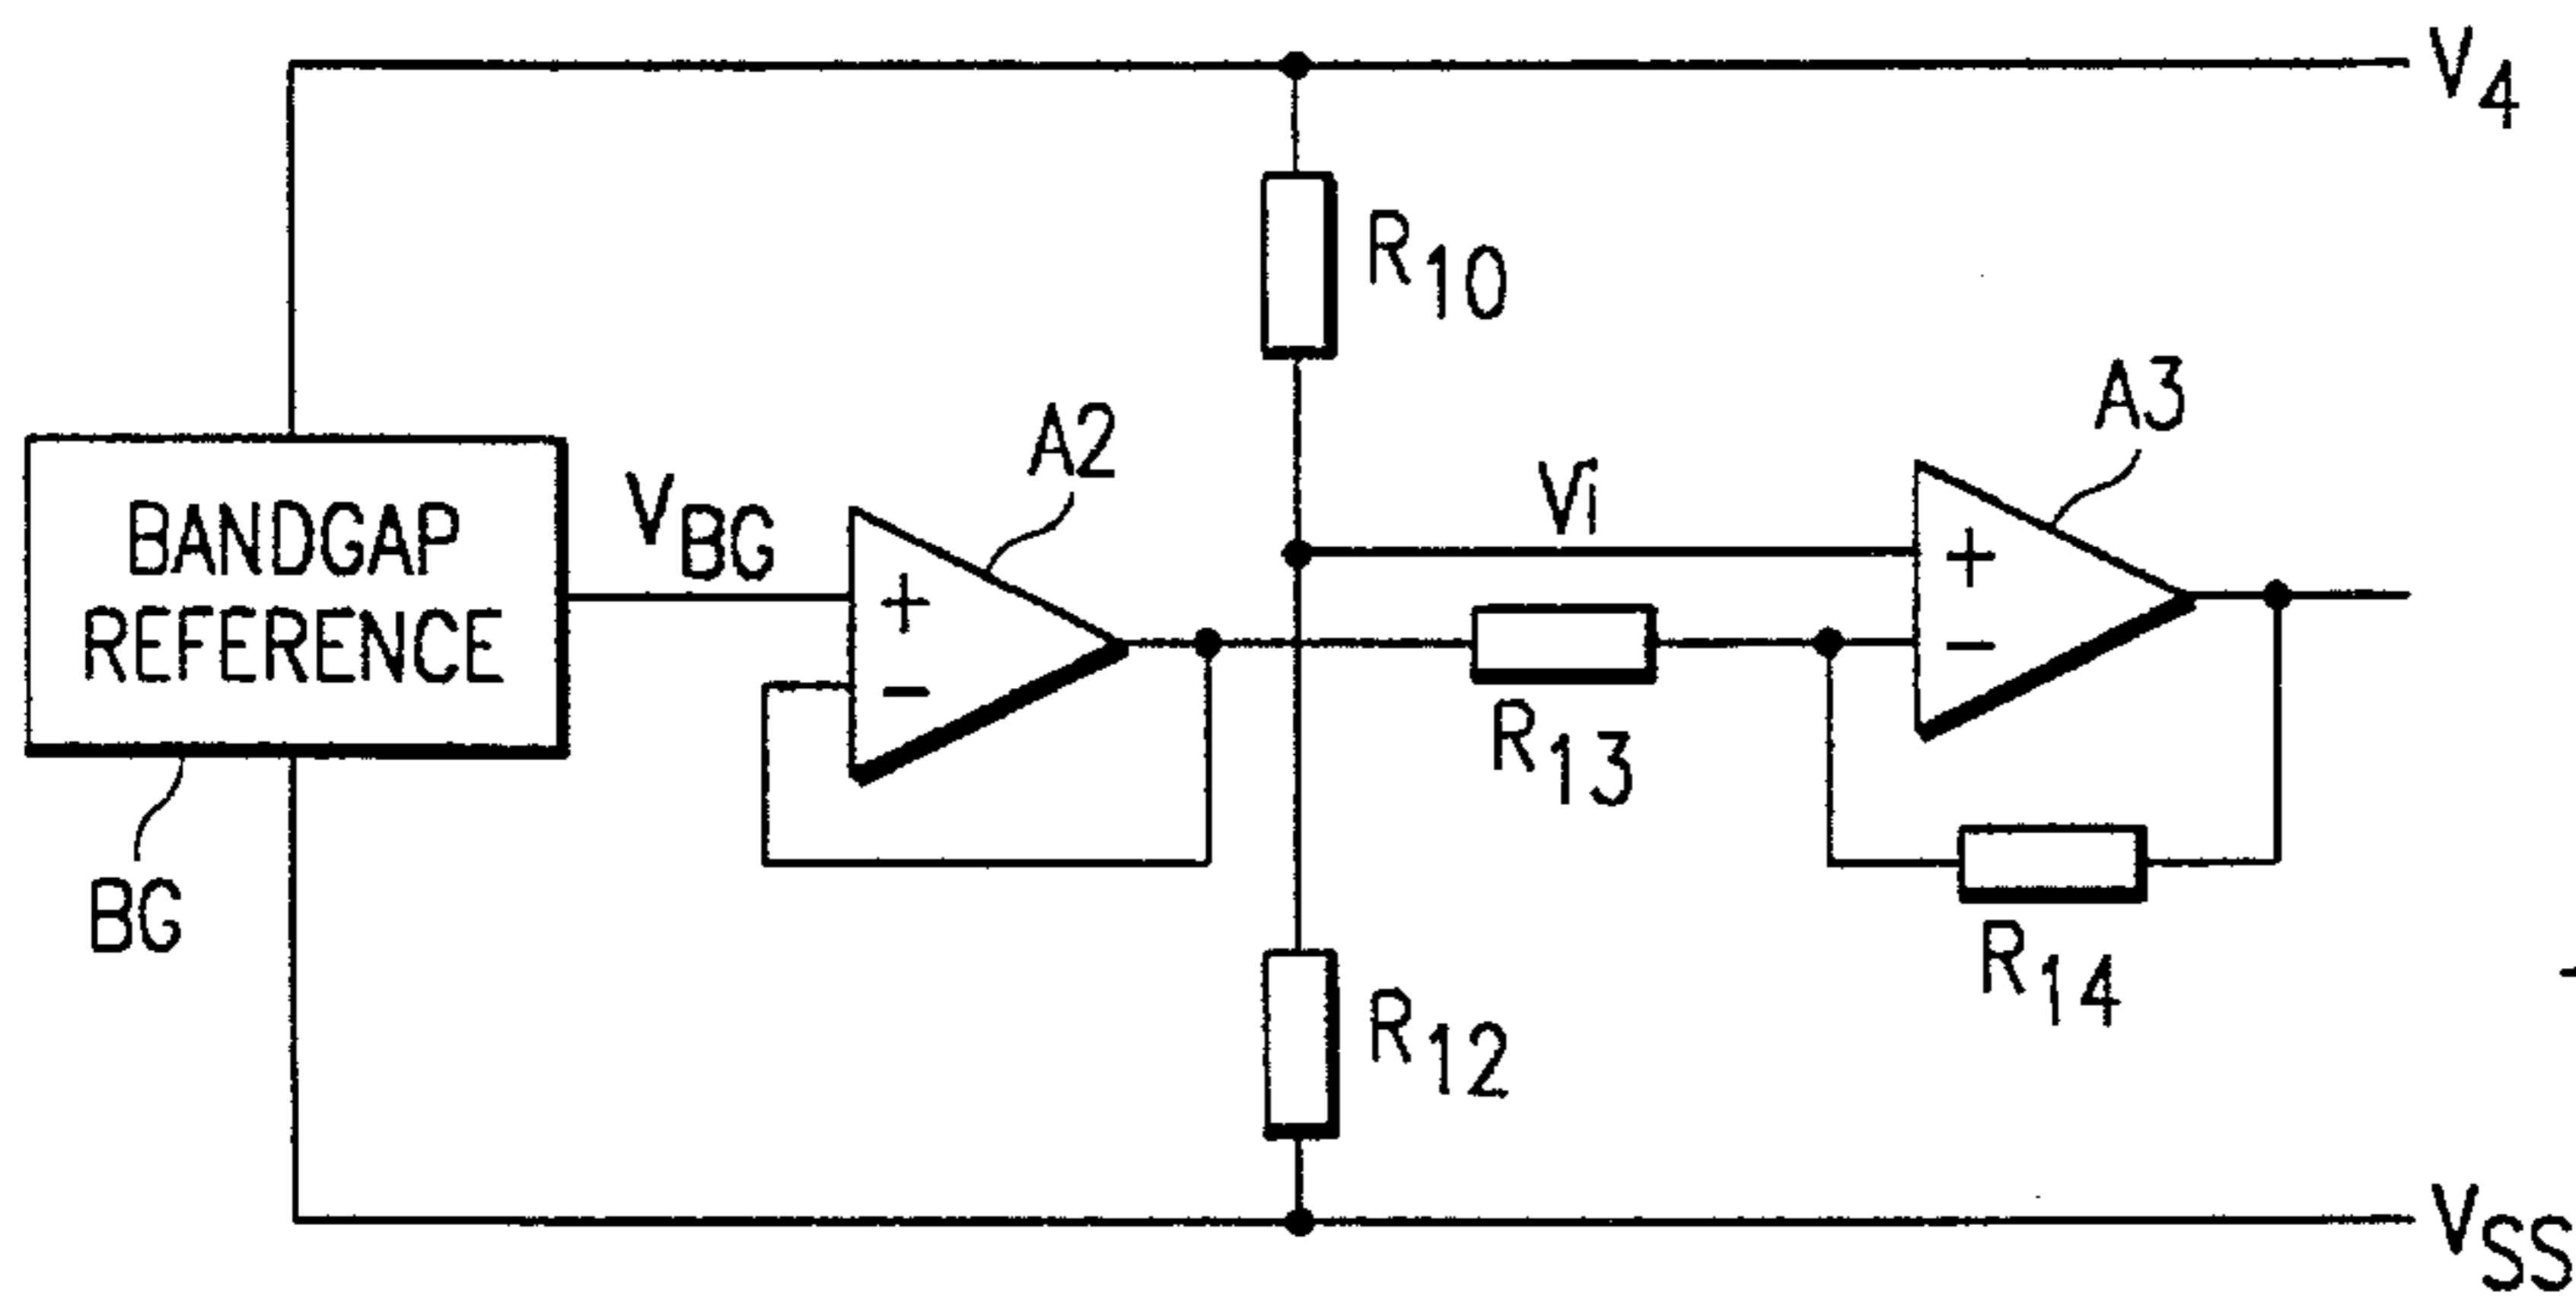 V4
R10
A3
A2
Vi
BANDGAP
REFERENCE
VBG
+
−
+
−
R13
BG
R14
R12
VSS